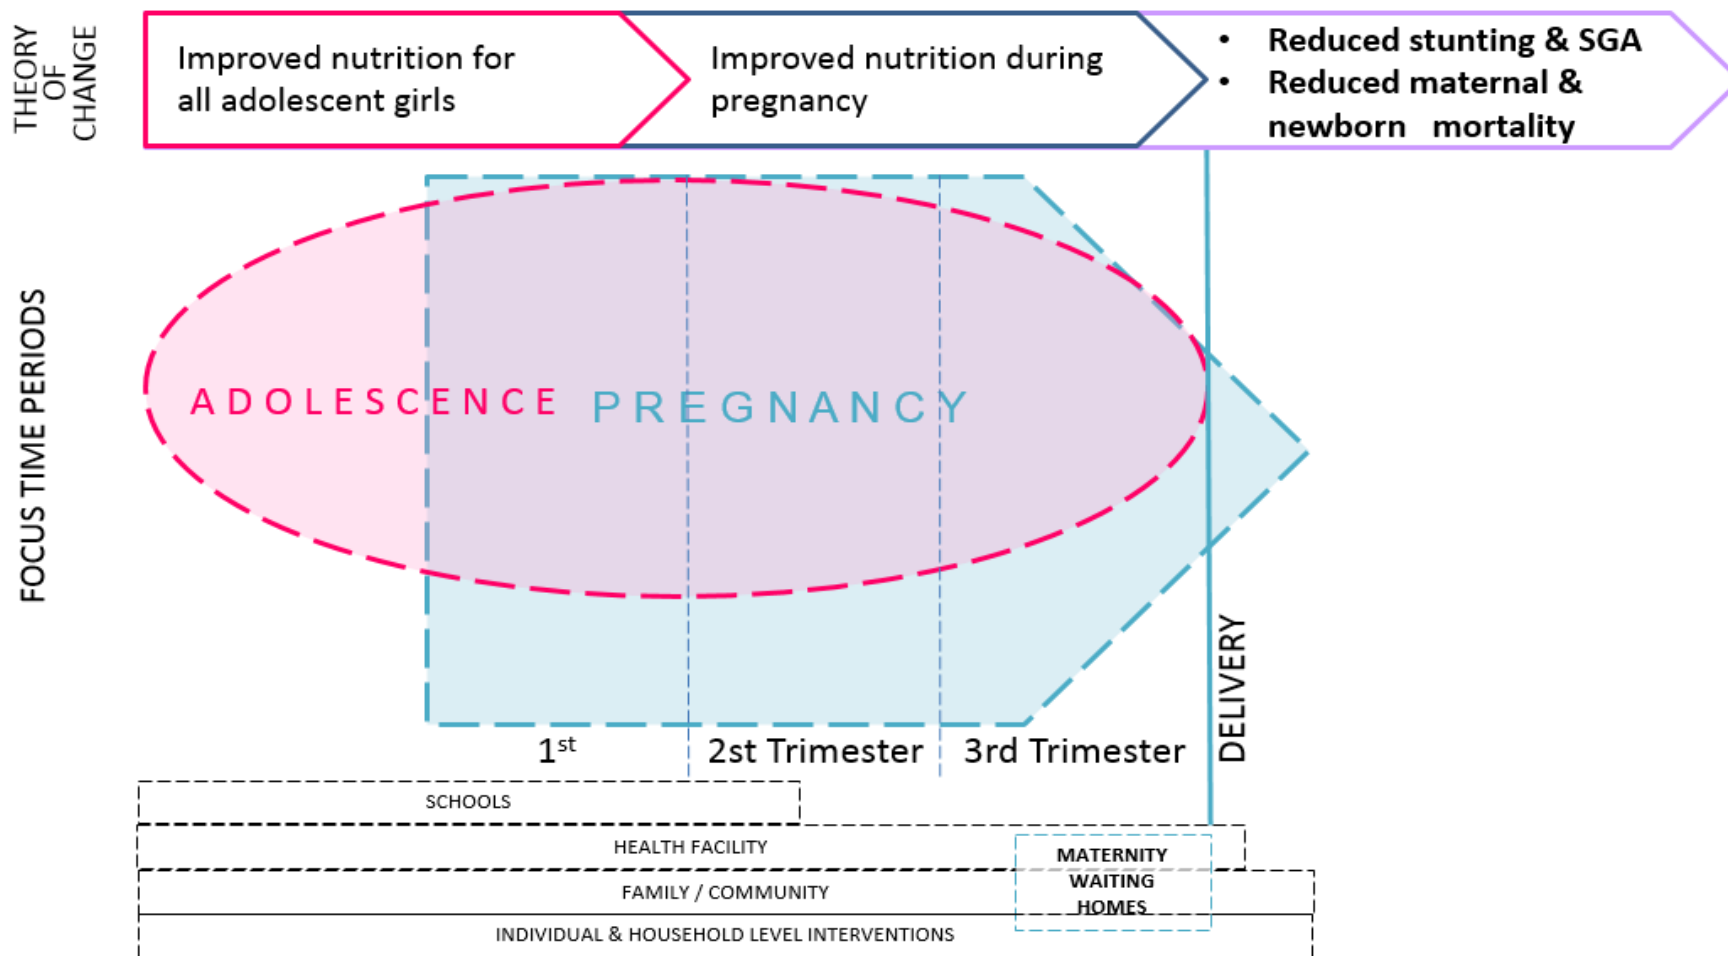 THEORY
OF
CHANGE
Improved nutrition for
all adolescent girls
Improved nutrition during
pregnancy
• Reduced stunting & SGA
• Reduced maternal &
newborn mortality
FOCUS TIME PERIODS
ADOLESCENCE
PREGNANCY
1st
2st Trimester
3rd Trimester
DELIVERY
SCHOOLS
HEALTH FACILITY
FAMILY / COMMUNITY
MATERNITY
WAITING
HOMES
INDIVIDUAL & HOUSEHOLD LEVEL INTERVENTIONS